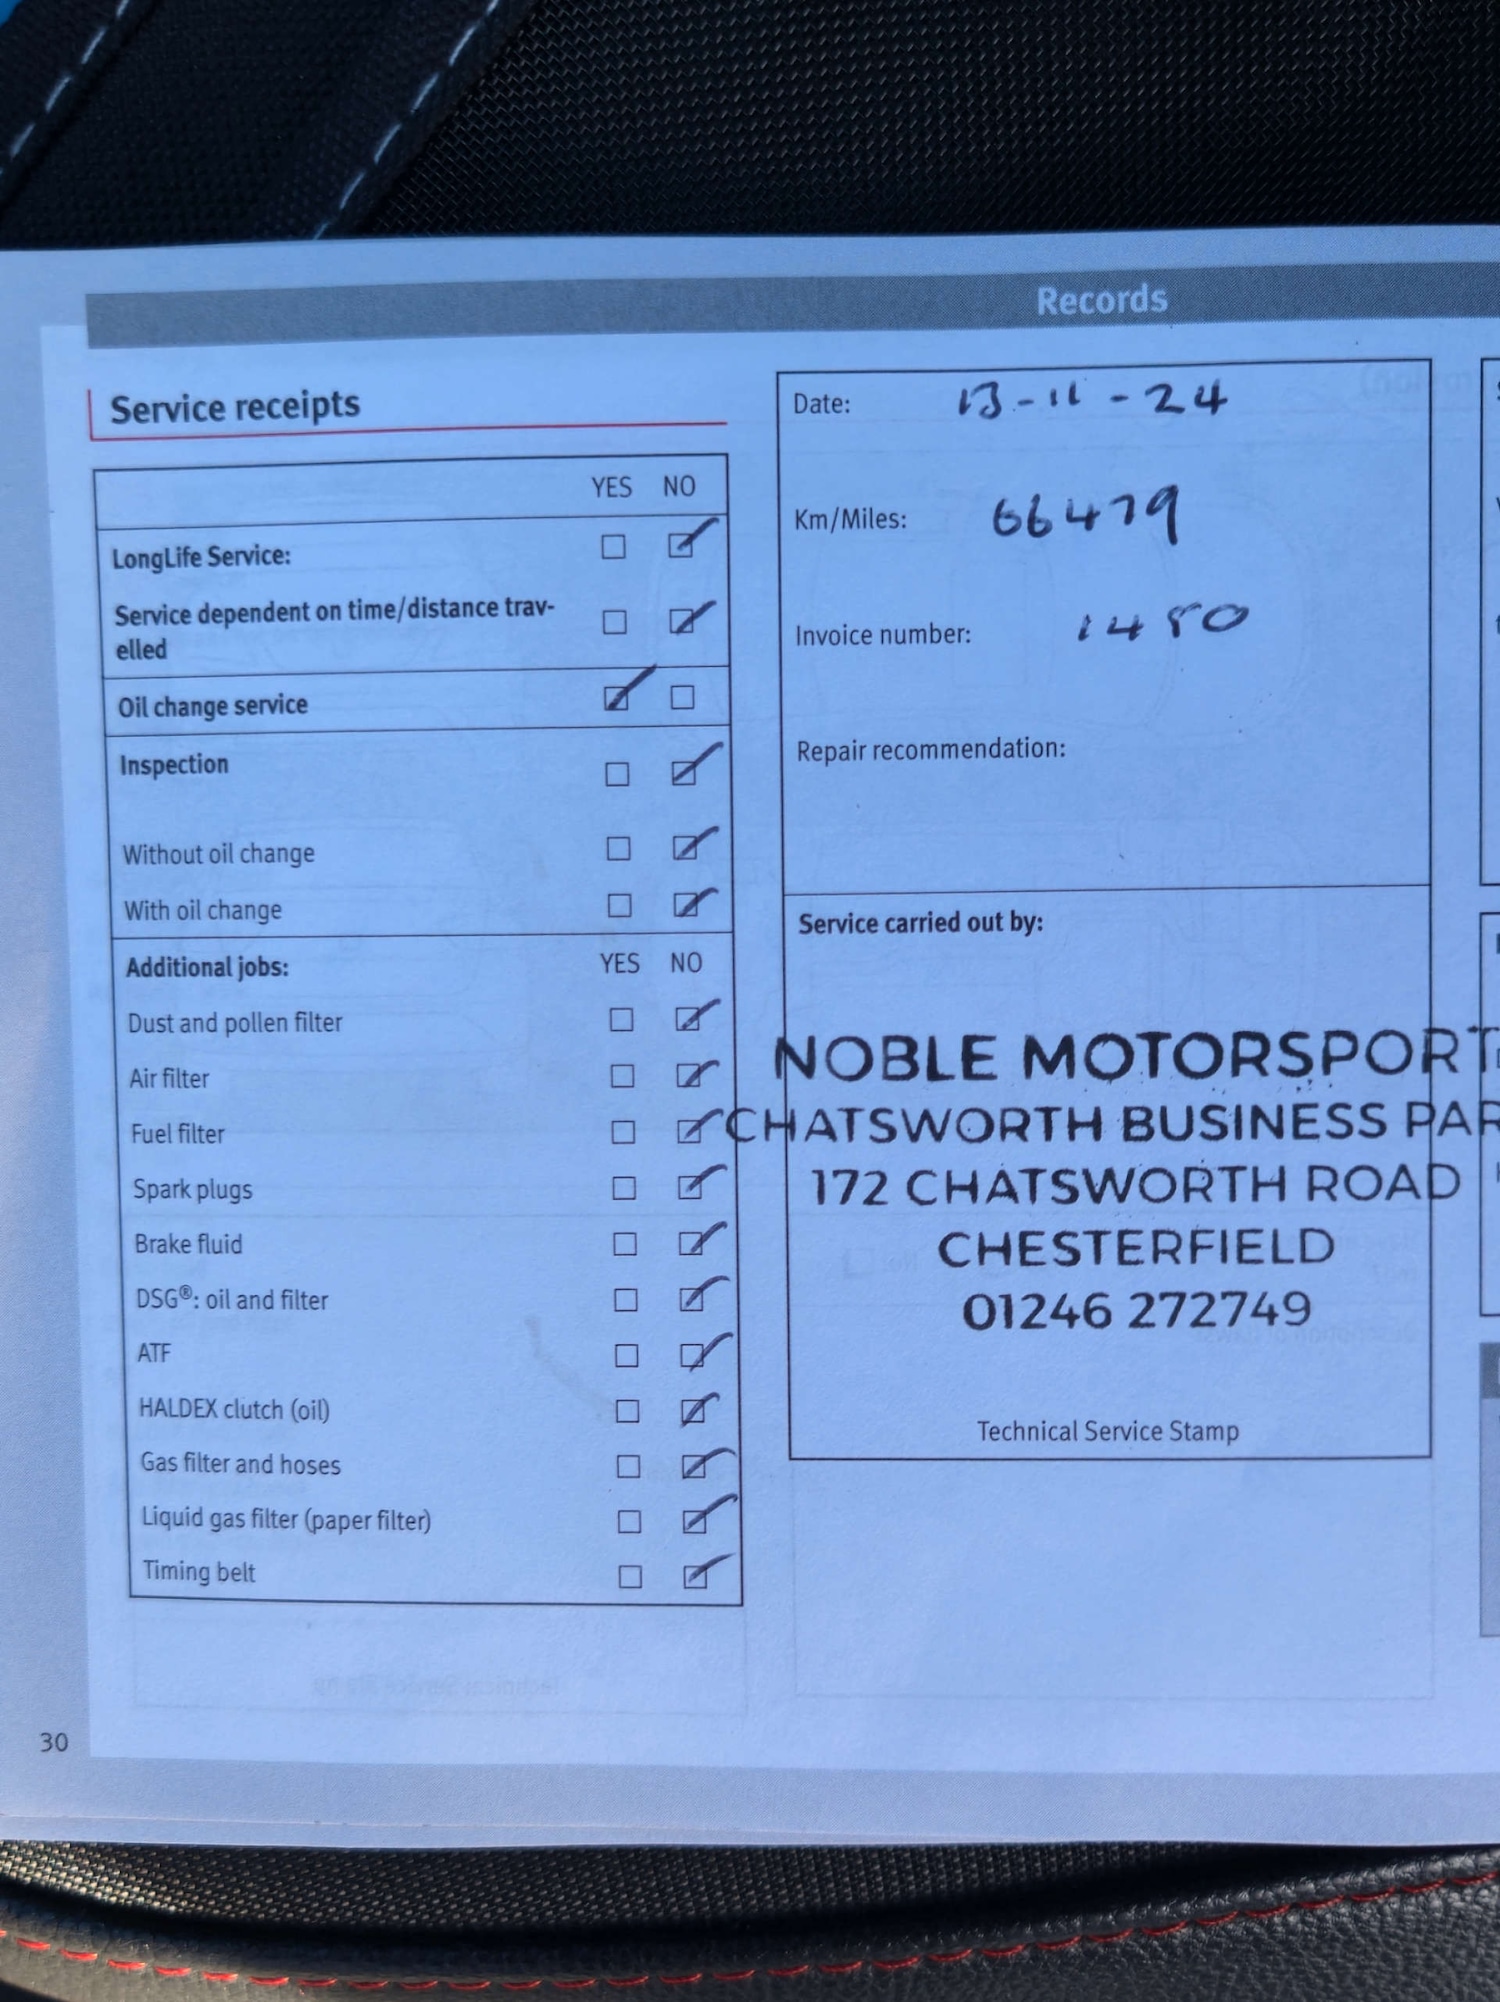 Records
Service receipts
YES NO
LongLife Service:
Service dependent on time/distance trav-
elled
Oil change service
Inspection
Without oil change
With oil change
Additional jobs: YES NO
Dust and pollen filter
Air filter
Fuel filter
Spark plugs
Brake fluid
DSG®: oil and filter
ATF
HALDEX clutch (oil)
Gas filter and hoses
Liquid gas filter (paper filter)
Timing belt
Date: 13-11-24
Km/Miles: 66479
Invoice number: 1480
Repair recommendation:
Service carried out by:
NOBLE MOTORSPORT
CHATSWORTH BUSINESS PAR
172 CHATSWORTH ROAD
CHESTERFIELD
01246 272749
Technical Service Stamp
30